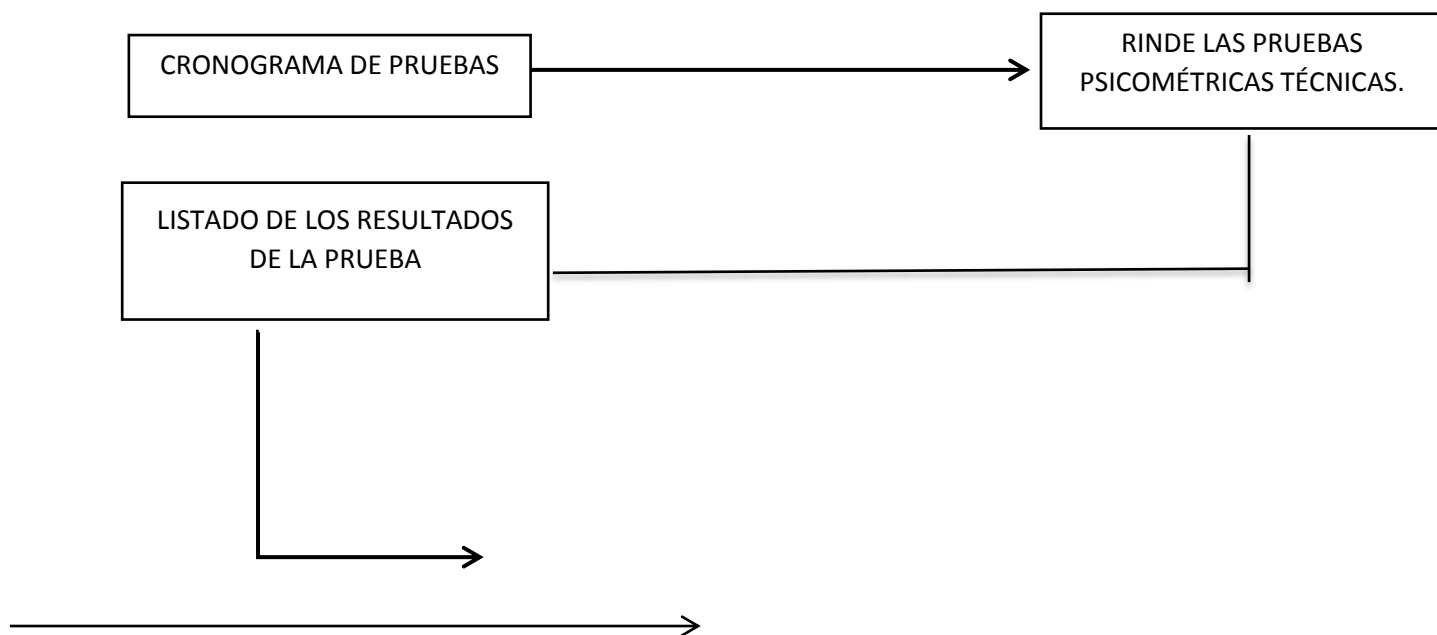 CRONOGRAMA DE PRUEBAS
RINDE LAS PRUEBAS
PSICOMÉTRICAS TÉCNICAS.
LISTADO DE LOS RESULTADOS
DE LA PRUEBA